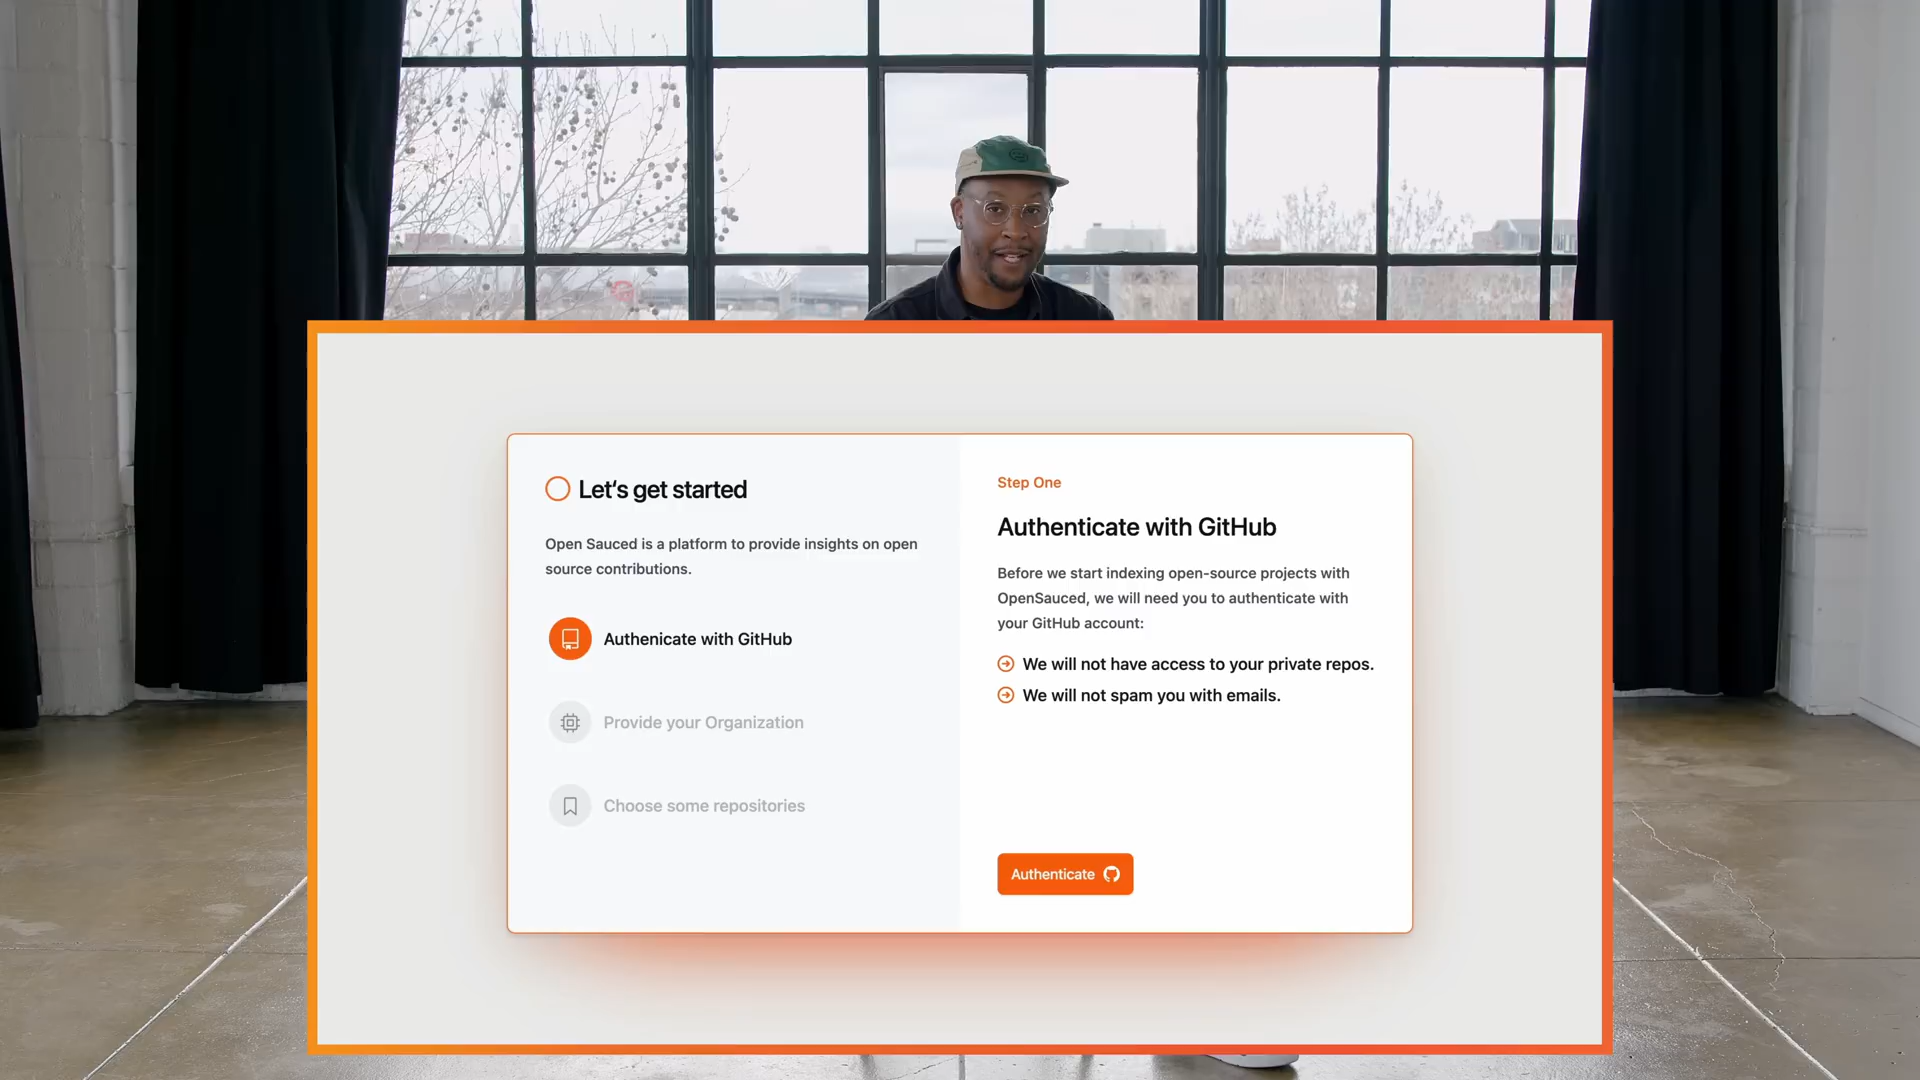 Let's get started
Open Sauced is a platform to provide insights on open
source contributions.
Authenicate with GitHub
Provide your Organization
Choose some repositories
Step One
Authenticate with GitHub
Before we start indexing open-source projects with
OpenSauced, we will need you to authenticate with
your GitHub account:
We will not have access to your private repos.
We will not spam you with emails.
Authenticate